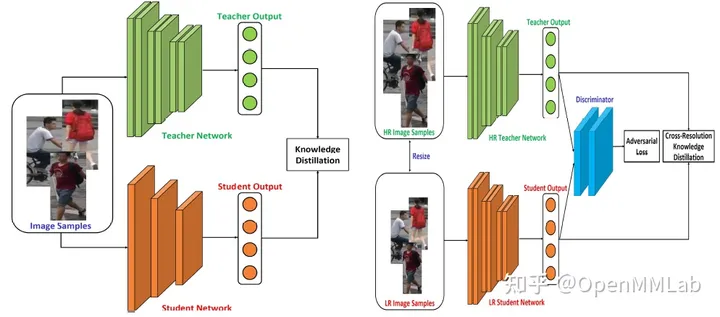 Teacher Output
Teacher Network
Image Samples
Knowledge
Distillation
Student Output
Student Network
Teacher Output
HR Image Samples
HR Teacher Network
Discriminator
Resize
Adversarial
Loss
Cross-Resolution
Knowledge
Distillation
Student Output
LR Image Samples
LR Student Network
知乎 @OpenMMLab